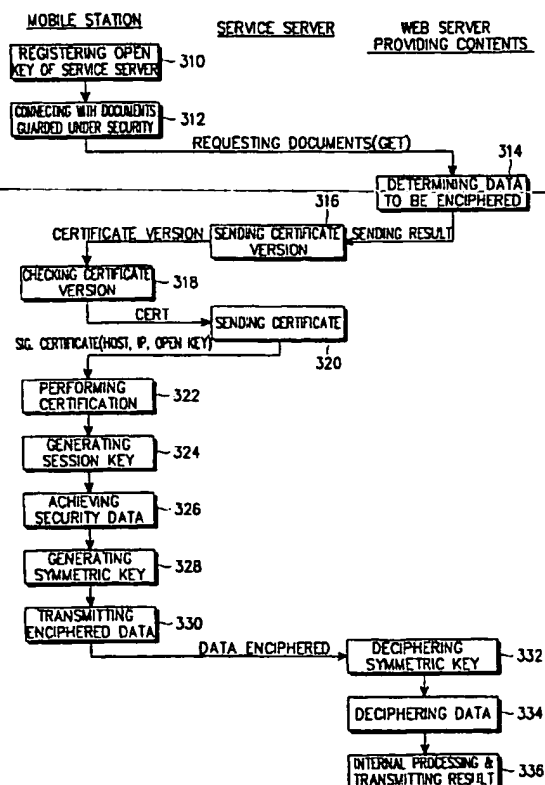 MOBILE STATION
SERVICE SERVER
WEB SERVER
PROVIDING CONTENTS
REGISTERING OPEN
KEY OF SERVICE SERVER
310
CONNECTING WITH DOCUMENTS
GUARDED UNDER SECURITY
312
REQUESTING DOCUMENTS(GET)
314
DETERMINING DATA
TO BE ENCIPHERED
316
CERTIFICATE VERSION
SENDING CERTIFICATE
VERSION
SENDING RESULT
CHECKING CERTIFICATE
VERSION
318
CERT
SENDING CERTIFICATE
320
SIG. CERTIFICATE(HOST, IP, OPEN KEY)
PERFORMING
CERTIFICATION
322
GENERATING
SESSION KEY
324
ACHIEVING
SECURITY DATA
326
GENERATING
SYMMETRIC KEY
328
TRANSMITTING
ENCIPHERED DATA
330
DATA ENCIPHERED
DECIPHERING
SYMMETRIC KEY
332
DECIPHERING DATA
334
INTERNAL PROCESSING &
TRANSMITTING RESULT
336